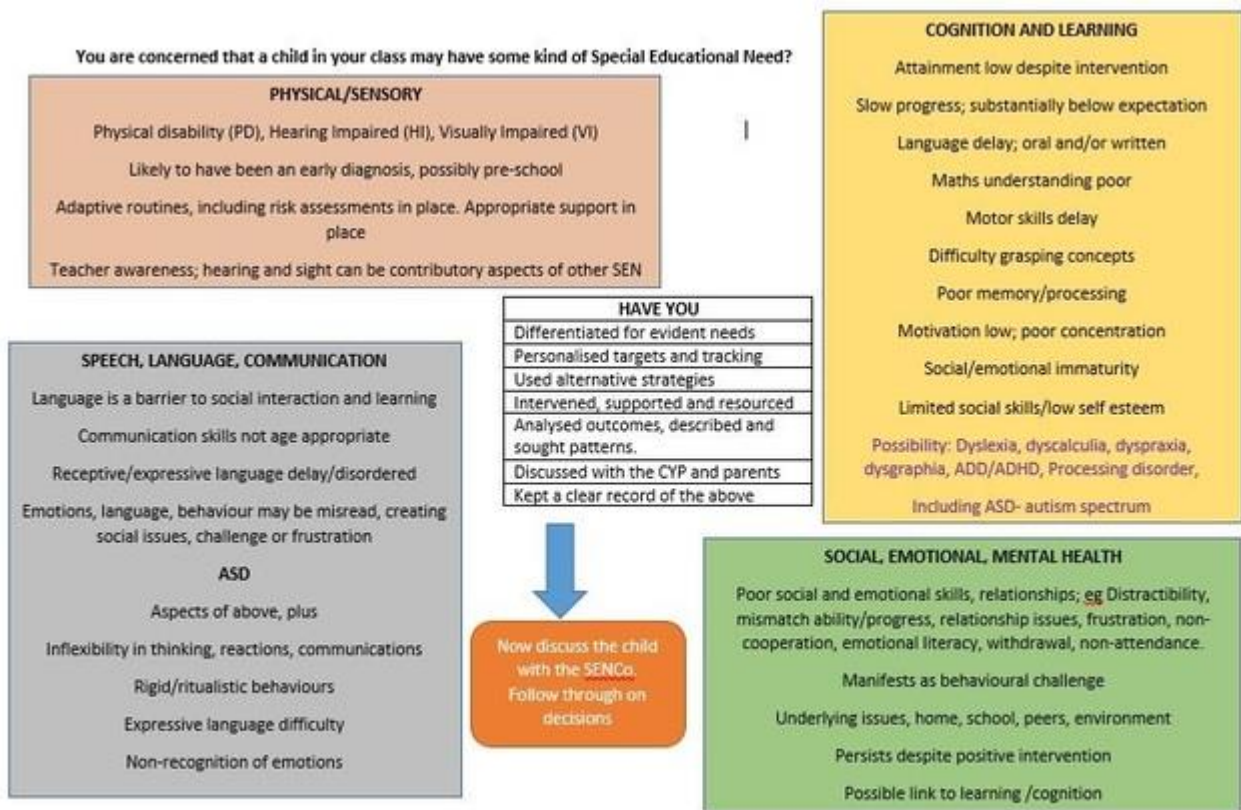 You are concerned that a child in your class may have some kind of Special Educational Need?
PHYSICAL/SENSORY
Physical disability (PD), Hearing Impaired (HI), Visually Impaired (VI)
Likely to have been an early diagnosis, possibly pre-school
Adaptive routines, including risk assessments in place. Appropriate support in
place
Teacher awareness; hearing and sight can be contributory aspects of other SEN
COGNITION AND LEARNING
Attainment low despite intervention
Slow progress; substantially below expectation
Language delay; oral and/or written
Maths understanding poor
Motor skills delay
Difficulty grasping concepts
Poor memory/processing
Motivation low; poor concentration
Social/emotional immaturity
Limited social skills/low self esteem
Possibility: Dyslexia, dyscalculia, dyspraxia,
dysgraphia, ADD/ADHD, Processing disorder,
Including ASD- autism spectrum
HAVE YOU
Differentiated for evident needs
Personalised targets and tracking
Used alternative strategies
Intervened, supported and resourced
Analysed outcomes, described and
sought patterns.
Discussed with the CYP and parents
Kept a clear record of the above
SPEECH, LANGUAGE, COMMUNICATION
Language is a barrier to social interaction and learning
Communication skills not age appropriate
Receptive/expressive language delay/disordered
Emotions, language, behaviour may be misread, creating
social issues, challenge or frustration
ASD
Aspects of above, plus
Inflexibility in thinking, reactions, communications
Rigid/ritualistic behaviours
Expressive language difficulty
Non-recognition of emotions
Now discuss the child
with the SENCo.
Follow through on
decisions
SOCIAL, EMOTIONAL, MENTAL HEALTH
Poor social and emotional skills, relationships; eg Distractibility,
mismatch ability/progress, relationship issues, frustration, non-
cooperation, emotional literacy, withdrawal, non-attendance.
Manifests as behavioural challenge
Underlying issues, home, school, peers, environment
Persists despite positive intervention
Possible link to learning /cognition